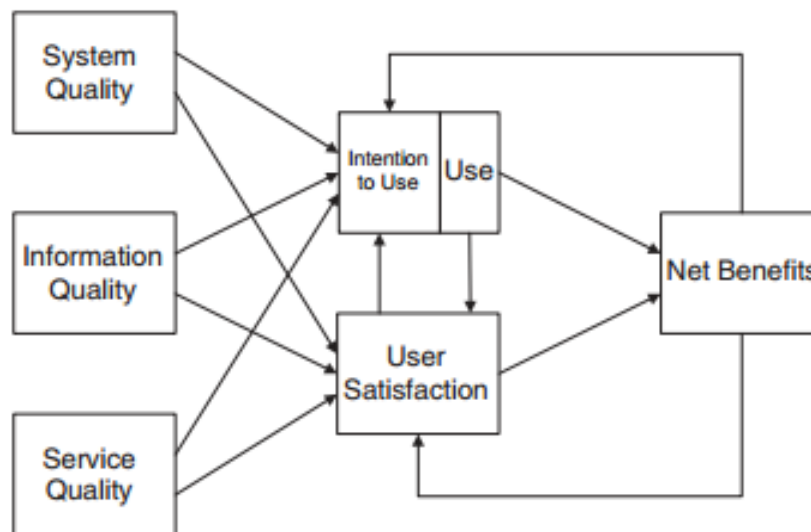 System
Quality
Intention
to Use
Use
Information
Quality
Net Benefits
User
Satisfaction
Service
Quality